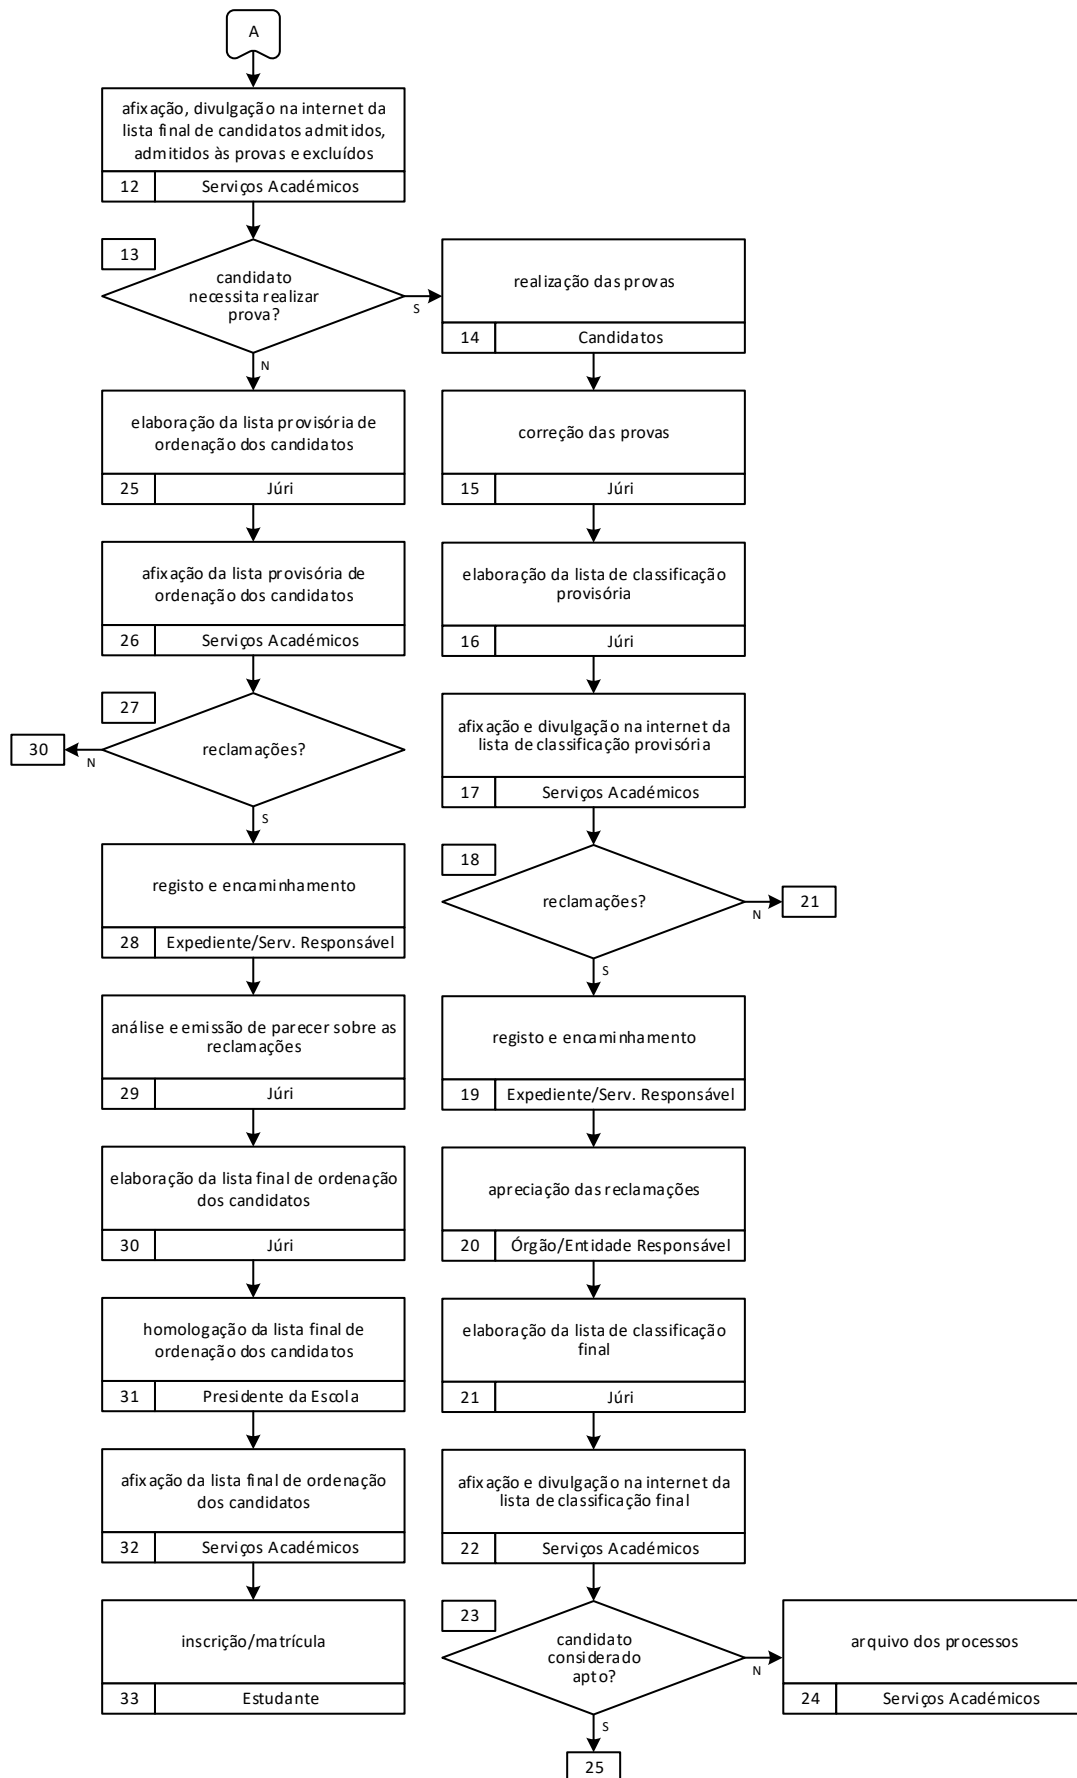 A
afixação, divulgação na internet da
lista final de candidatos admitidos,
admitidos às provas e excluídos
12 Serviços Académicos
13
candidato
necessita realizar
prova?
S
N
realização das provas
14 Candidatos
elaboração da lista provisória de
ordenação dos candidatos
25 Júri
correção das provas
15 Júri
afixação da lista provisória de
ordenação dos candidatos
26 Serviços Académicos
elaboração da lista de classificação
provisória
16 Júri
27
reclamações?
N
30
S
afixação e divulgação na internet da
lista de classificação provisória
17 Serviços Académicos
registo e encaminhamento
28 Expediente/Serv. Responsável
18
reclamações?
N
21
S
análise e emissão de parecer sobre as
reclamações
29 Júri
registo e encaminhamento
19 Expediente/Serv. Responsável
elaboração da lista final de ordenação
dos candidatos
30 Júri
apreciação das reclamações
20 Órgão/Entidade Responsável
homologação da lista final de
ordenação dos candidatos
31 Presidente da Escola
elaboração da lista de classificação
final
21 Júri
afixação da lista final de ordenação
dos candidatos
32 Serviços Académicos
afixação e divulgação na internet da
lista de classificação final
22 Serviços Académicos
inscrição/matrícula
33 Estudante
23
candidato
considerado
apto?
N
S
arquivo dos processos
24 Serviços Académicos
25